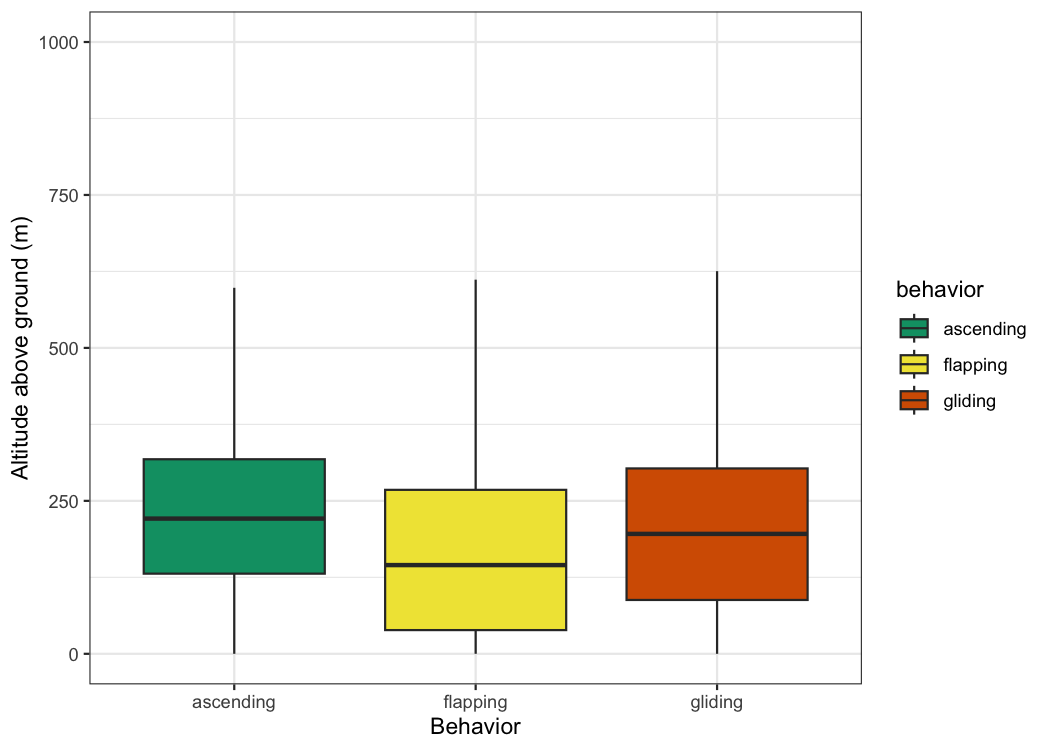 1000
750
500
250
0
Altitude above ground (m)
ascending
flapping
gliding
Behavior
behavior
ascending
flapping
gliding